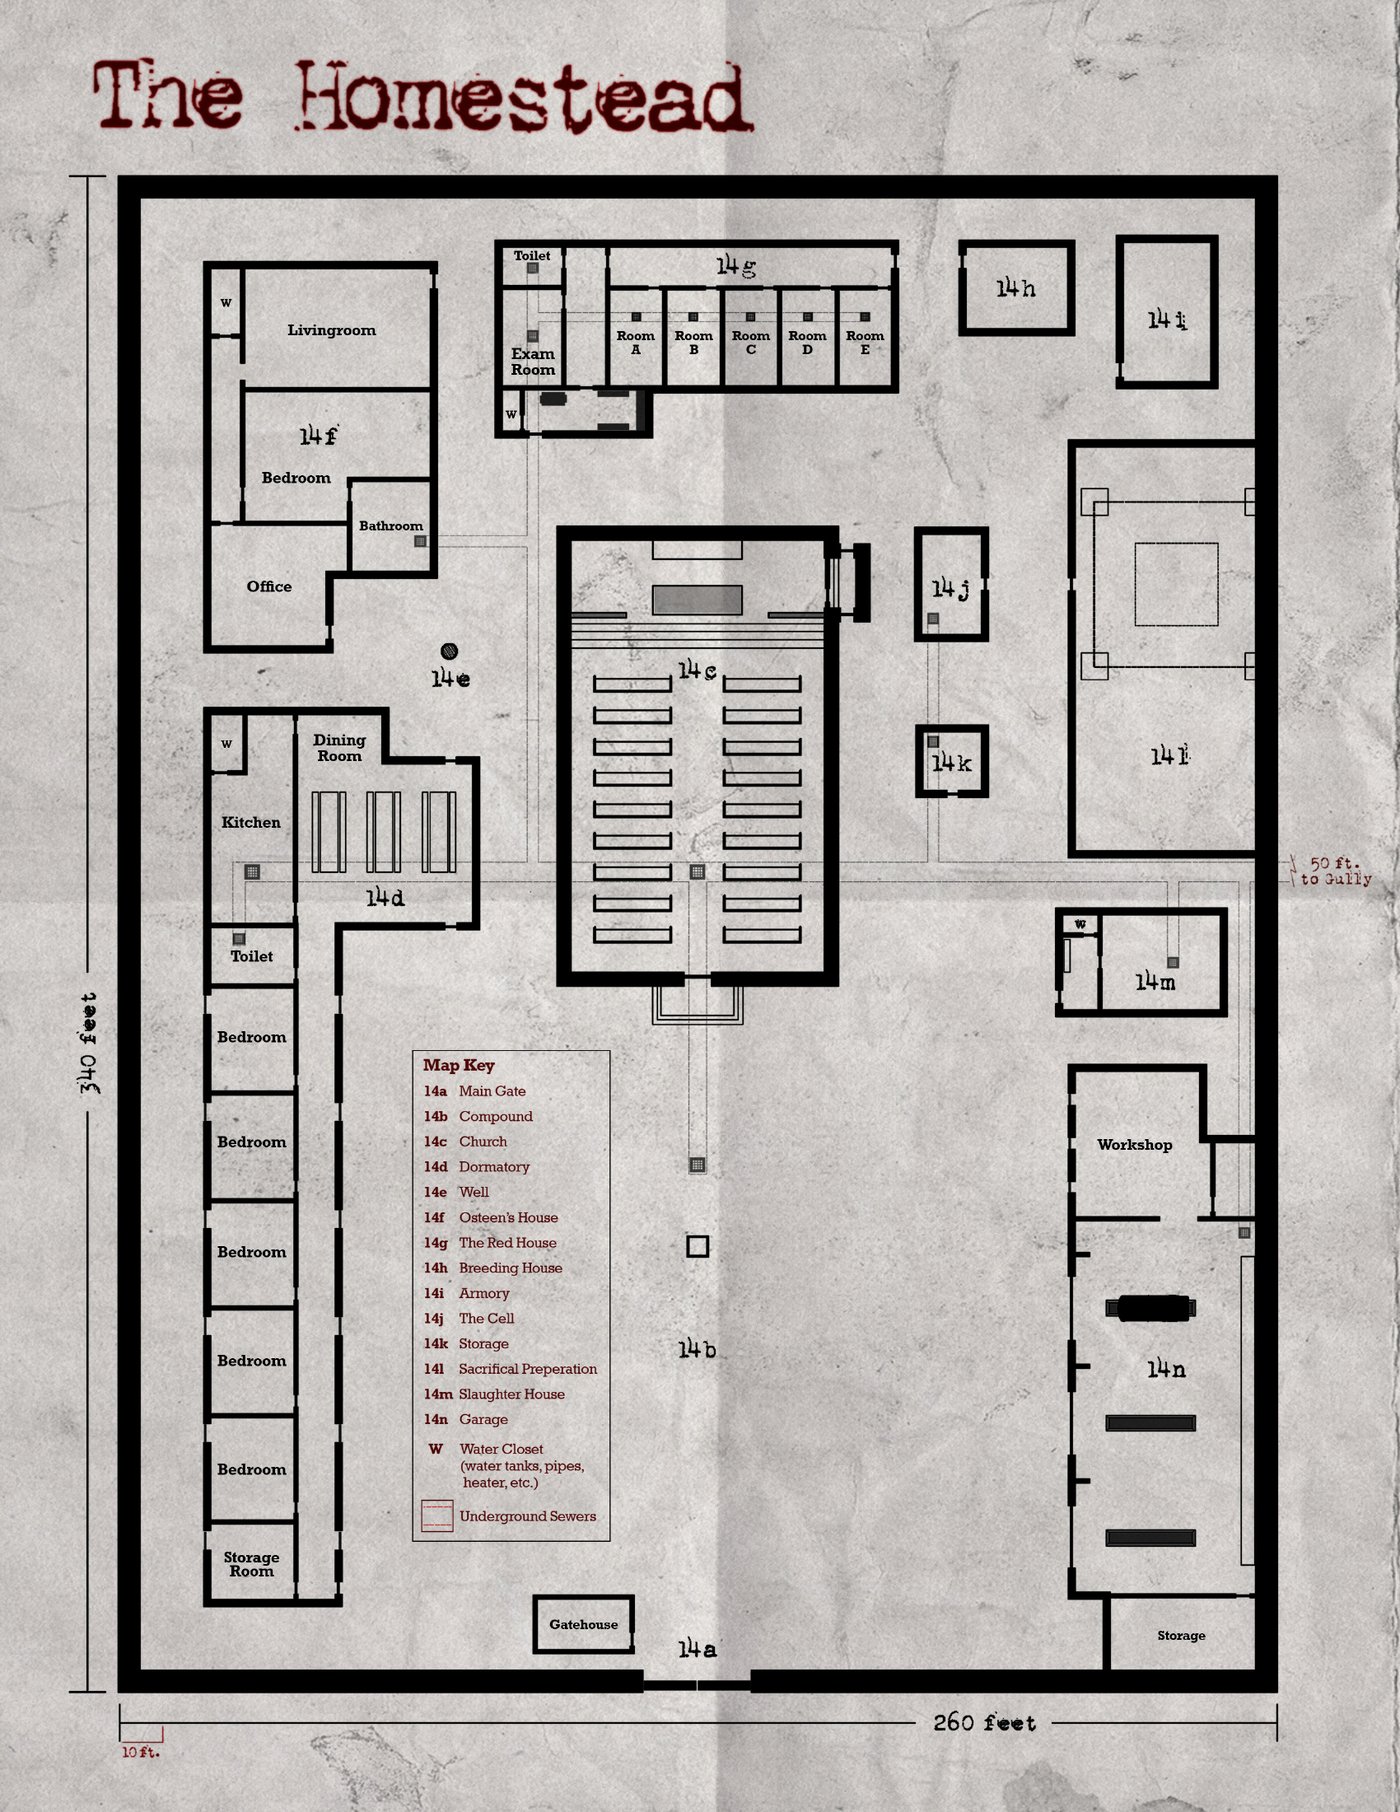 The Homestead
Toilet
14g
W
Livingroom
14h
14i
Exam
Room
Room
A
Room
B
Room
C
Room
D
Room
E
W
14f
Bedroom
Bathroom
Office
14j
14e
14c
W
Dining
Room
14k
14l
Kitchen
50 ft.
to Gully
14d
W
Toilet
14m
340 feet
Bedroom
Bedroom
Bedroom
Bedroom
Bedroom
Storage
Room
Map Key
14a Main Gate
14b Compound
14c Church
14d Dormatory
14e Well
14f Osteen's House
14g The Red House
14h Breeding House
14i Armory
14j The Cell
14k Storage
14l Sacrifical Preperation
14m Slaughter House
14n Garage
W Water Closet
(water tanks, pipes,
heater, etc.)
Underground Sewers
Workshop
14b
14n
Gatehouse
14a
Storage
260 feet
10 ft.